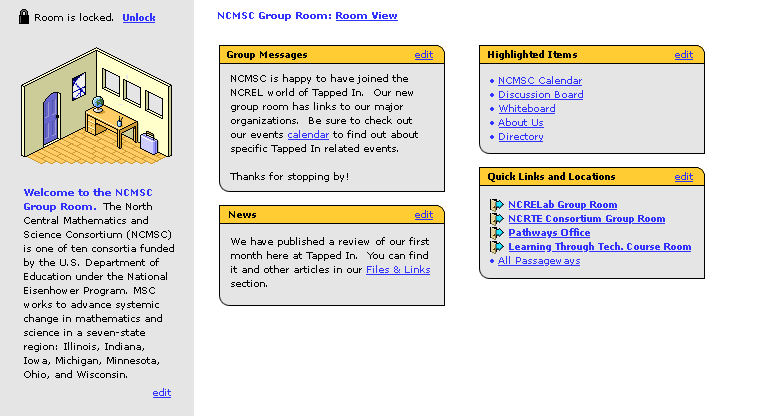 Room is locked. Unlock
Welcome to the NCMSC
Group Room. The North
Central Mathematics and
Science Consortium (NCMSC)
is one of ten consortia funded
by the U.S. Department of
Education under the National
Eisenhower Program. MSC
works to advance systemic
change in mathematics and
science in a seven-state
region: Illinois, Indiana,
Iowa, Michigan, Minnesota,
Ohio, and Wisconsin.
edit
NCMSC Group Room: Room View
Group Messages edit
NCMSC is happy to have joined the
NCREL world of Tapped In. Our new
group room has links to our major
organizations. Be sure to check out
our events calendar to find out about
specific Tapped In related events.
Thanks for stopping by!
News edit
We have published a review of our first
month here at Tapped In. You can find
it and other articles in our Files & Links
section.
Highlighted Items edit
• NCMSC Calendar
• Discussion Board
• Whiteboard
• About Us
• Directory
Quick Links and Locations edit
NCRELab Group Room
NCRTE Consortium Group Room
Pathways Office
Learning Through Tech. Course Room
• All Passageways